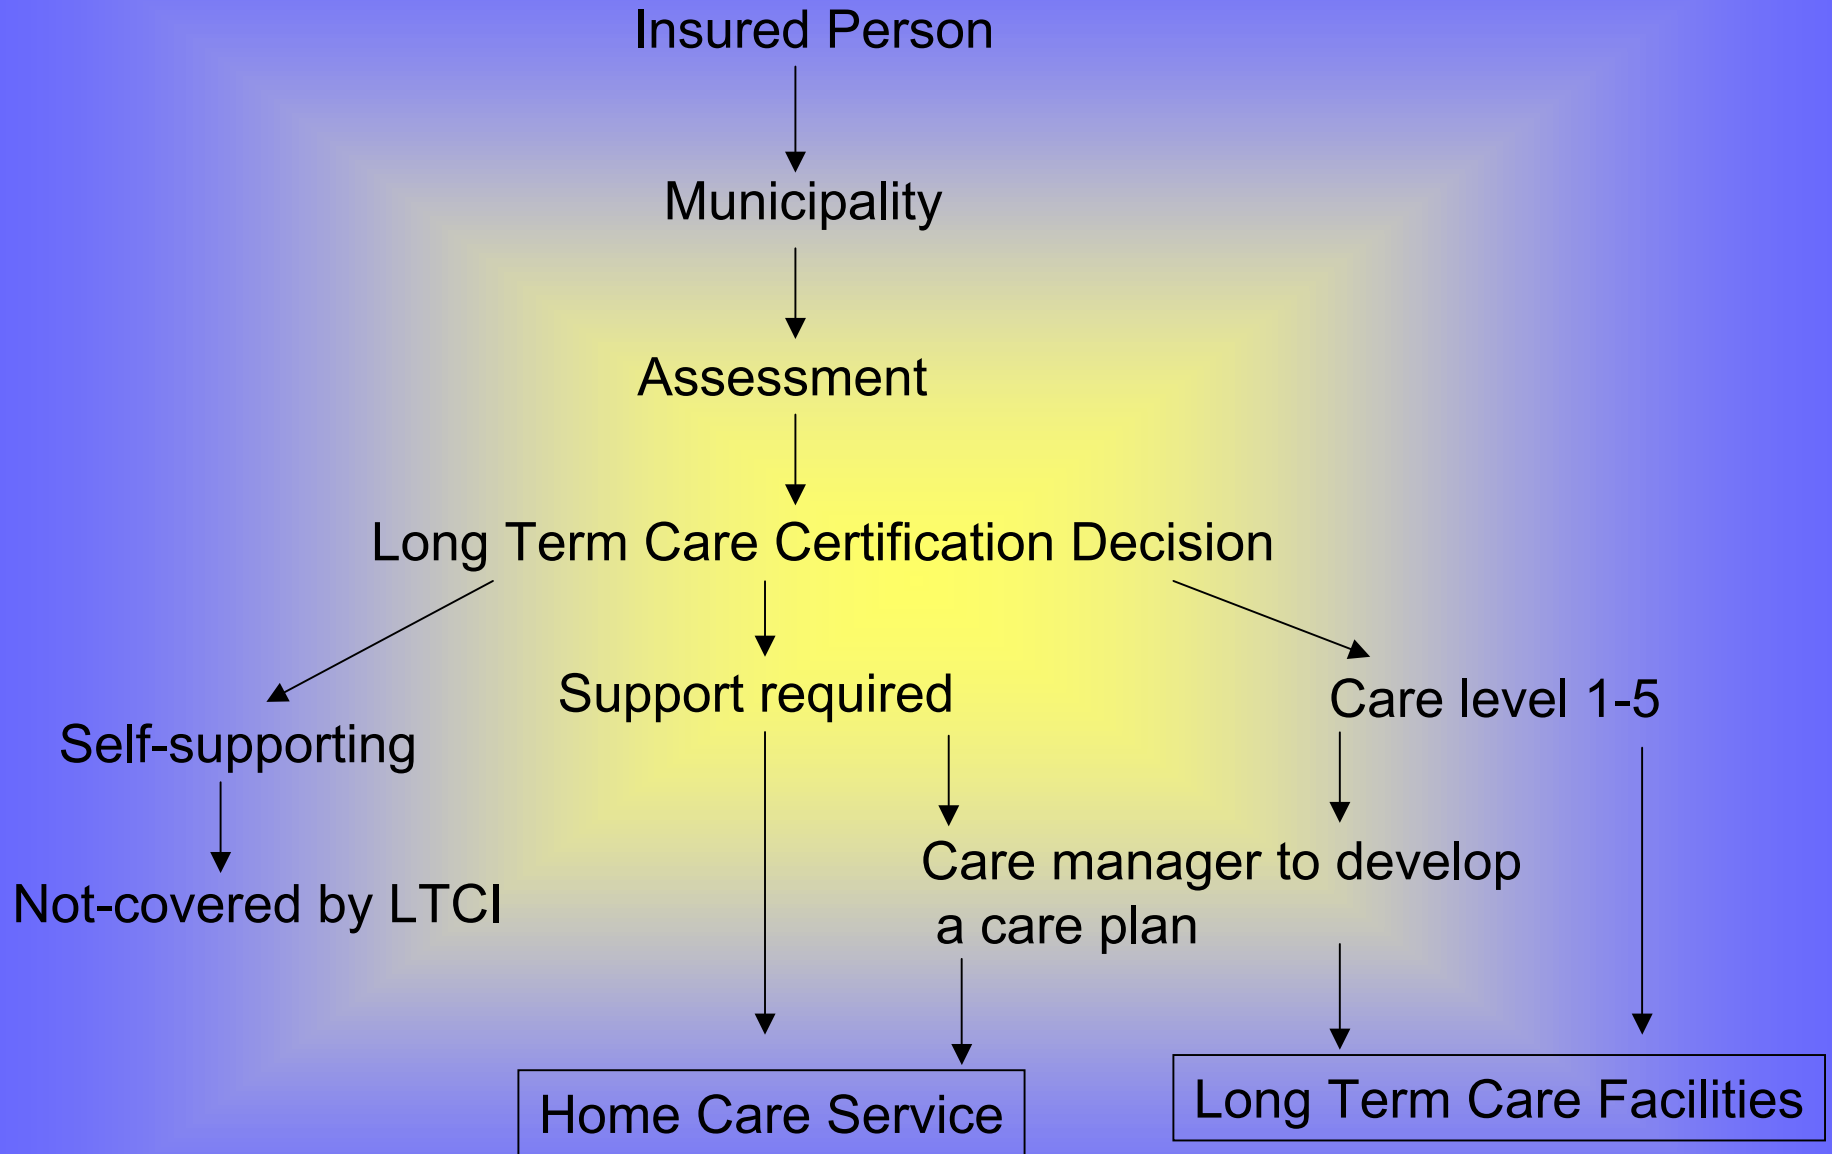 Insured Person
Municipality
Assessment
Long Term Care Certification Decision
Support required
Care level 1-5
Self-supporting
Care manager to develop
a care plan
Not-covered by LTCI
Long Term Care Facilities
Home Care Service